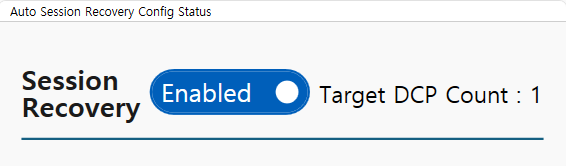 Auto Session Recovery Config Status
Session
Recovery
Enabled
Target DCP Count : 1